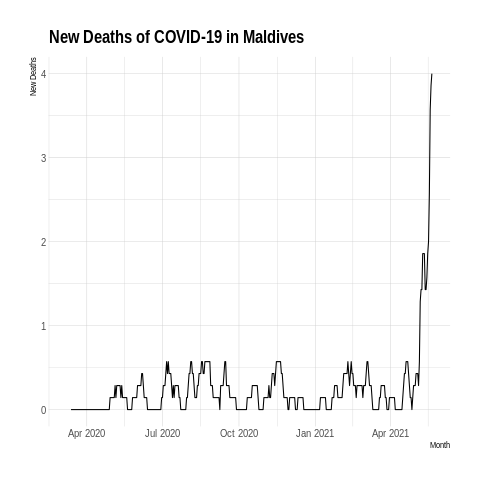 New Deaths of COVID-19 in Maldives
New Deaths
4
3
2
1
0
Apr 2020 Jul 2020 Oct 2020 Jan 2021 Apr 2021
Month